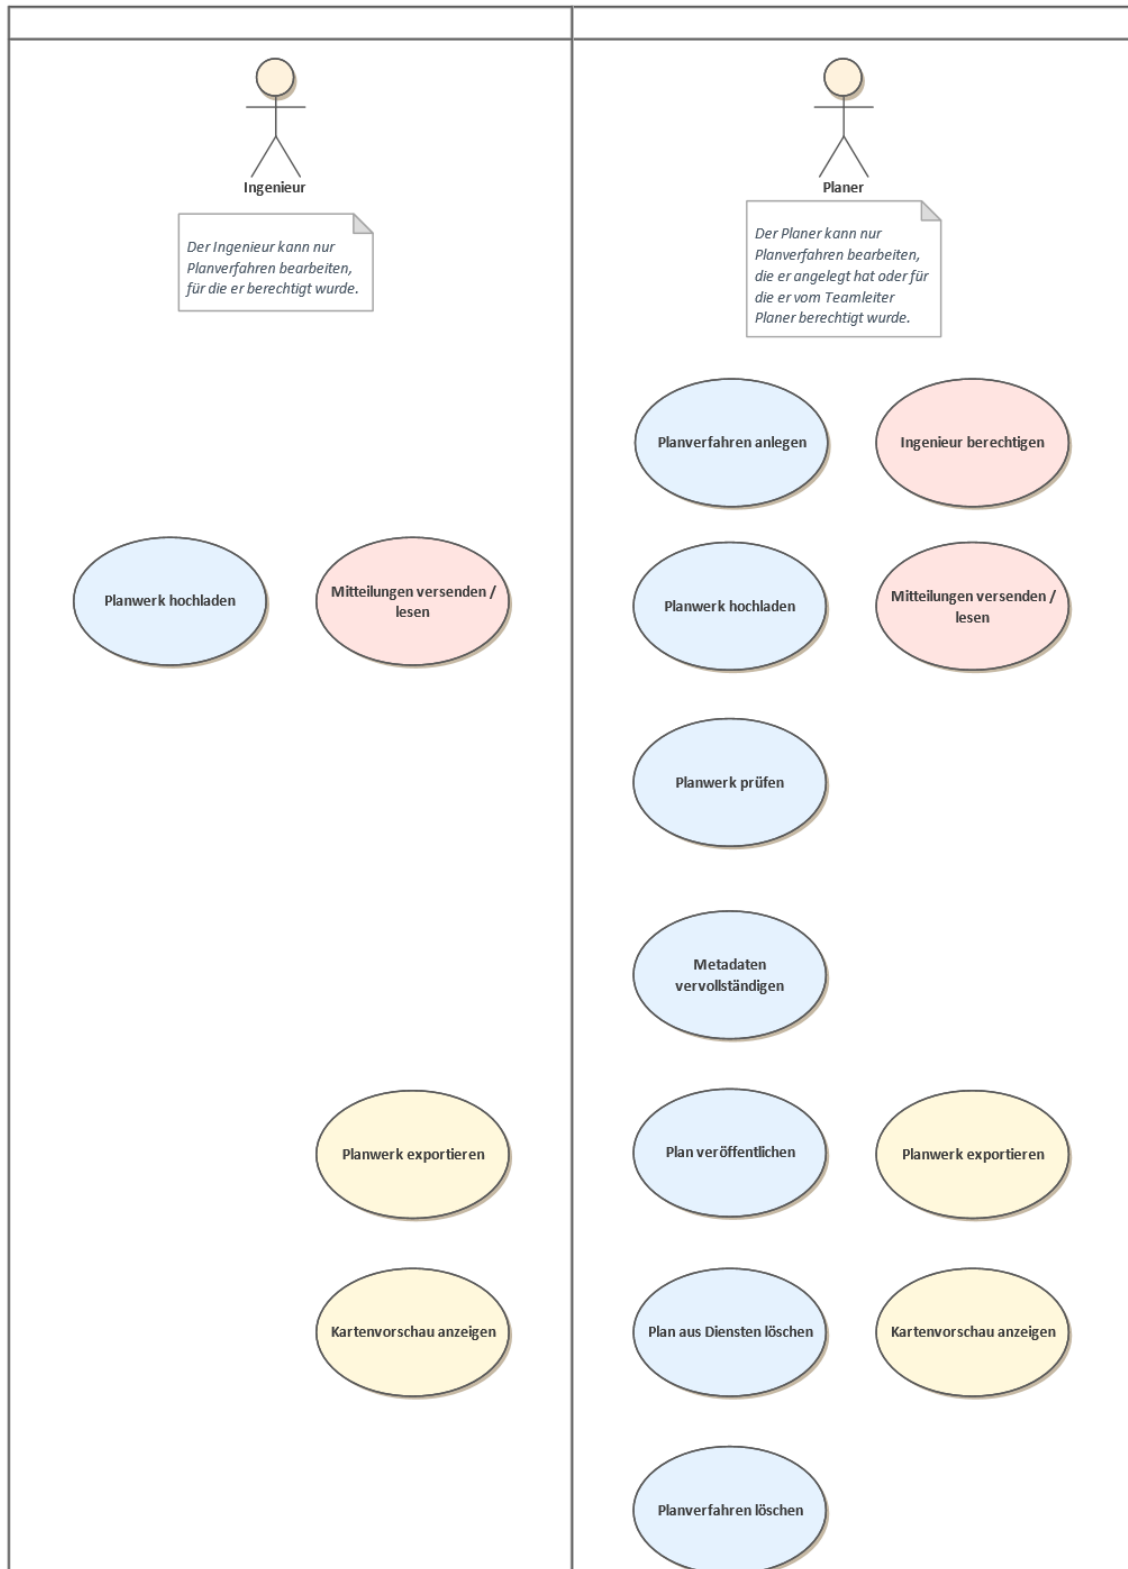 Ingenieur
Der Ingenieur kann nur
Planverfahren bearbeiten,
für die er berechtigt wurde.
Planwerk hochladen
Mitteilungen versenden /
lesen
Planwerk exportieren
Kartenvorschau anzeigen
Planer
Der Planer kann nur
Planverfahren bearbeiten,
die er angelegt hat oder für
die er vom Teamleiter
Planer berechtigt wurde.
Planverfahren anlegen
Ingenieur berechtigen
Planwerk hochladen
Mitteilungen versenden /
lesen
Planwerk prüfen
Metadaten
vervollständigen
Plan veröffentlichen
Planwerk exportieren
Plan aus Diensten löschen
Kartenvorschau anzeigen
Planverfahren löschen